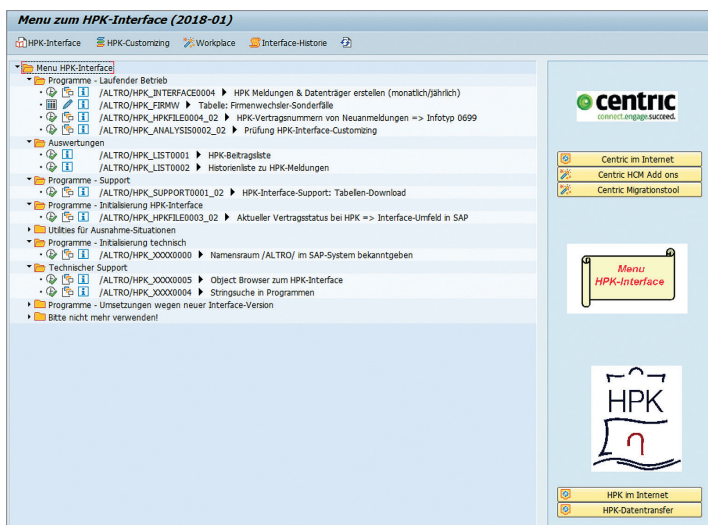 Menu zum HPK-Interface (2018-01)
HPK-Interface HPK-Customizing Workplace Interface-Historie
Menu HPK-Interface
Programme - Laufender Betrieb
/ALTRO/HPK_INTERFACE0004 HPK Meldungen & Datenträger erstellen (monatlich/jährlich)
/ALTRO/HPK_FIRMW Tabelle: Firmenwechsler-Sonderfälle
/ALTRO/HPK_HPKFILE0004_02 HPK-Vertragsnummern von Neuanmeldungen => Infotyp 0699
/ALTRO/HPK_ANALYSIS0002_02 Prüfung HPK-Interface-Customizing
Auswertungen
/ALTRO/HPK_LIST0001 HPK-Beitragsliste
/ALTRO/HPK_LIST0002 Historienliste zu HPK-Meldungen
Programme - Support
/ALTRO/HPK_SUPPORT0001_02 HPK-Interface-Support: Tabellen-Download
Programme - Initialisierung HPK-Interface
/ALTRO/HPK_HPKFILE0003_02 Aktueller Vertragsstatus bei HPK => Interface-Umfeld in SAP
Utilities für Ausnahme-Situationen
Programme - Initialisierung technisch
/ALTRO/HPK_XXXX0000 Namensraum /ALTRO/ im SAP-System bekanntgeben
Technischer Support
/ALTRO/HPK_XXXX0005 Object Browser zum HPK-Interface
/ALTRO/HPK_XXXX0004 Stringsuche in Programmen
Programme - Umsetzungen wegen neuer Interface-Version
Bitte nicht mehr verwenden!
centric
connect.engage.succeed.
Centric im Internet
Centric HCM Add ons
Centric Migrationstool
Menu
HPK-Interface
HPK
HPK im Internet
HPK-Datentransfer